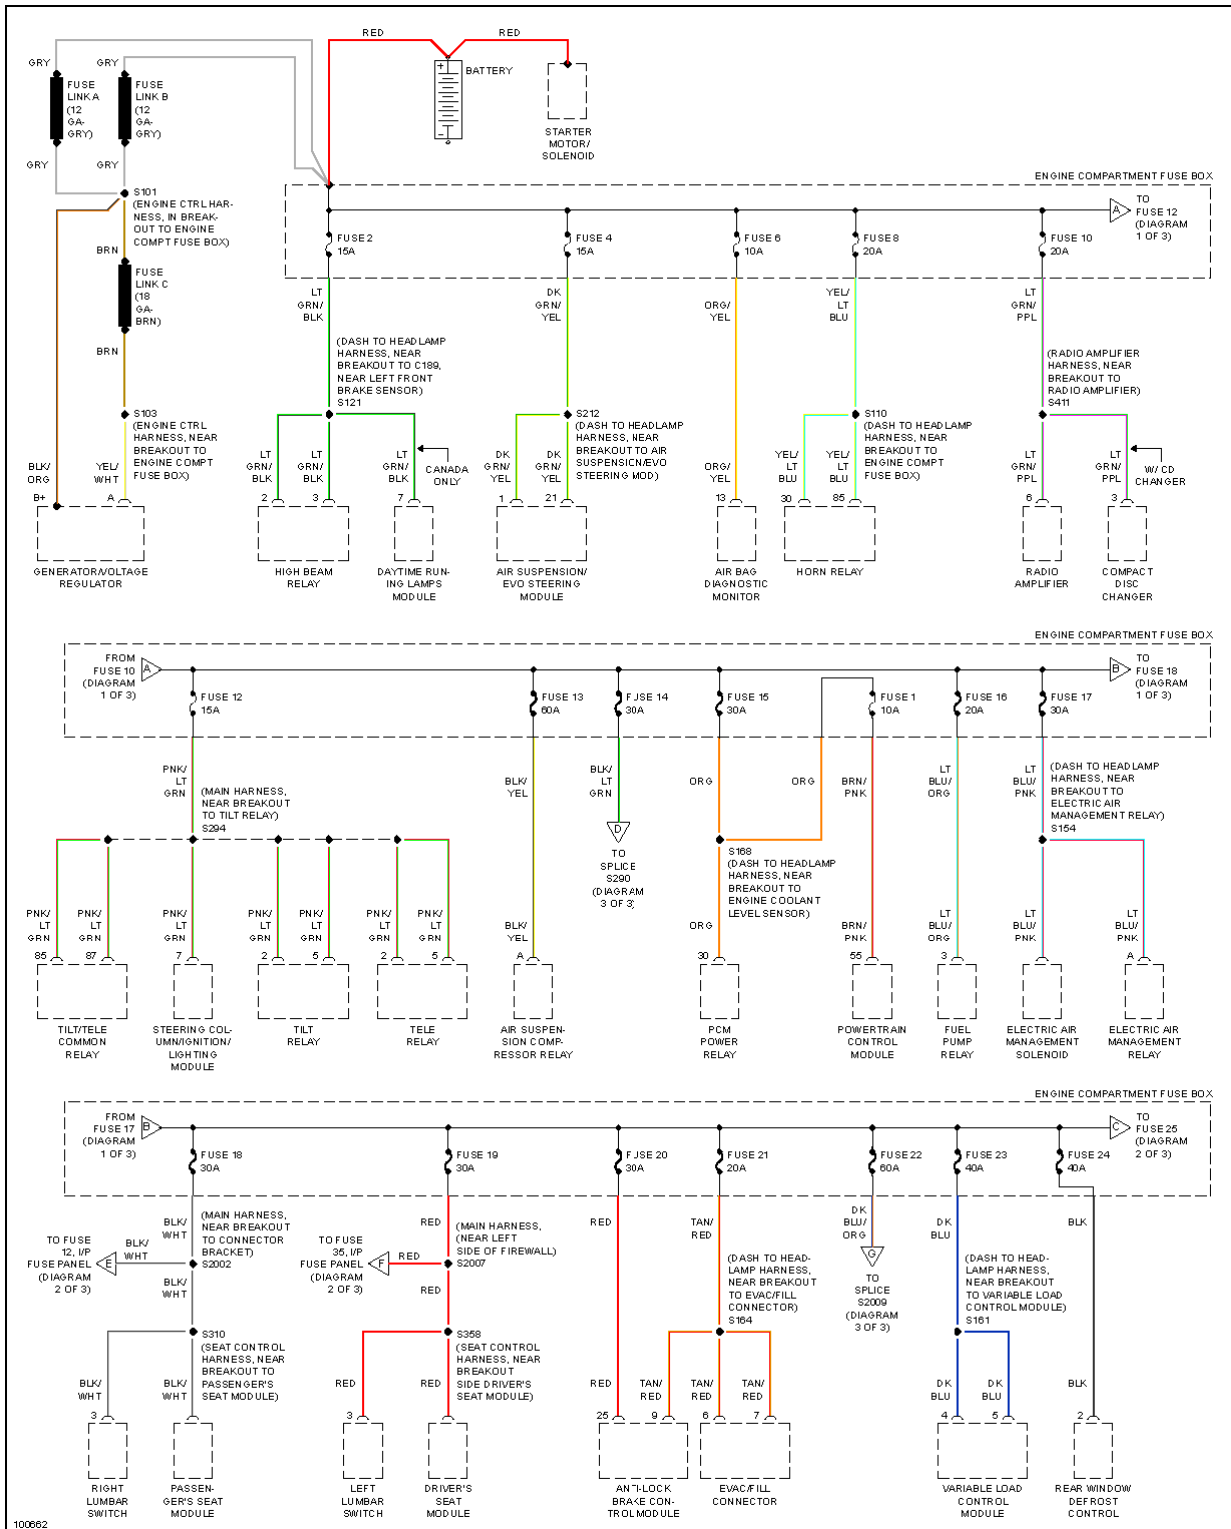 RED
RED
GRY
GRY
FUSE
LINK A
(12
GA-
GRY)
FUSE
LINK B
(12
GA-
GRY)
+
BATTERY
-
STARTER
MOTOR/
SOLENOID
GRY
GRY
S101
(ENGINE CTRL HAR-
NESS, IN BREAK-
OUT TO ENGINE
COMPT FUSE BOX)
BRN
FUSE
LINK C
(18
GA-
BRN)
BRN
S103
(ENGINE CTRL
HARNESS, NEAR
BREAKOUT TO
ENGINE COMPT
FUSE BOX)
BLK/
ORG
YEL/
WHT
B+
A
GENERATOR/VOLTAGE
REGULATOR
ENGINE COMPARTMENT FUSE BOX
A
TO
FUSE 12
(DIAGRAM
1 OF 3)
FUSE 2
15A
FUSE 4
15A
FUSE 6
10A
FUSE 8
20A
FUSE 10
20A
LT
GRN/
BLK
DK
GRN/
YEL
ORG/
YEL
YEL/
LT
BLU
LT
GRN/
PPL
(DASH TO HEADLAMP
HARNESS, NEAR
BREAKOUT TO C189,
NEAR LEFT FRONT
BRAKE SENSOR)
S121
S212
(DASH TO HEADLAMP
HARNESS, NEAR
BREAKOUT TO AIR
SUSPENSICN/EVO
STEERING MOD)
S110
(DASH TO HEADLAMP
HARNESS, NEAR
BREAKOUT TO
ENGINE COMPT
FUSE BOX)
(RADIO AMPLIFIER
HARNESS, NEAR
BREAKOUT TO
RADIO AMPLIFIER)
S411
LT
GRN/
BLK
LT
GRN/
BLK
LT
GRN/
BLK
CANADA
ONLY
DK
GRN/
YEL
DK
GRN/
YEL
ORG/
YEL
YEL/
LT
BLU
YEL/
LT
BLU
LT
GRN/
PPL
LT
GRN/
PPL
W/ CD
CHANGER
2
3
7
1
21
13
30
85
6
3
HIGH BEAM
RELAY
DAYTIME RUN-
ING LAMPS
MODULE
AIR SUSPENSION/
EVO STEERING
MODULE
AIR BAG
DIAGNOSTIC
MONITOR
HORN RELAY
RADIO
AMPLIFIER
COMPACT
DISC
CHANGER
ENGINE COMPARTMENT FUSE BOX
FROM
FUSE 10
(DIAGRAM
1 OF 3)
A
B
TO
FUSE 18
(DIAGRAM
1 OF 3)
FUSE 12
15A
FUSE 13
60A
FJSE 14
30A
FUSE 15
30A
FUSE 1
10A
FUSE 16
20A
FUSE 17
30A
PNK/
LT
GRN
BLK/
YEL
BLK/
LT
GRN
ORG
ORG
BRN/
PNK
LT
BLU/
ORG
LT
BLU/
PNK
(MAIN HARNESS,
NEAR BREAKOUT
TO TILT RELAY)
S294
D
TO
SPLICE
S290
(DIAGRAM
3 OF 3)
S168
(DASH TO HEADLAMP
HARNESS, NEAR
BREAKOUT TO
ENGINE COOLANT
LEVEL SENSOR)
(DASH TO HEADLAMP
HARNESS, NEAR
BREAKOUT TO
ELECTRIC AIR
MANAGEMENT RELAY)
S154
PNK/
LT
GRN
PNK/
LT
GRN
PNK/
LT
GRN
PNK/
LT
GRN
PNK/
LT
GRN
PNK/
LT
GRN
PNK/
LT
GRN
BLK/
YEL
ORG
BRN/
PNK
LT
BLU/
ORG
LT
BLU/
PNK
LT
BLU/
PNK
85
87
7
2
5
2
5
A
30
55
3
A
TILT/TELE
COMMON
RELAY
STEERING COL-
UMN/IGNITION/
LIGHTING
MODULE
TILT
RELAY
TELE
RELAY
AIR SUSPEN-
SION COMP-
RESSOR RELAY
PCM
POWER
RELAY
POWERTRAIN
CONTROL
MODULE
FUEL
PUMP
RELAY
ELECTRIC AIR
MANAGEMENT
SOLENOID
ELECTRIC AIR
MANAGEMENT
RELAY
ENGINE COMPARTMENT FUSE BOX
FROM
FUSE 17
(DIAGRAM
1 OF 3)
B
C
TO
FUSE 25
(DIAGRAM
2 OF 3)
FUSE 18
30A
FUSE 19
30A
FJSE 20
30A
FUSE 21
20A
FUSE 22
60A
FUSE 23
40A
FUSE 24
40A
BLK/
WHT
RED
RED
TAN/
RED
DK
BLU/
ORG
DK
BLU
BLK
TO FUSE
12, I/P
FUSE PANEL
(DIAGRAM
2 OF 3)
E
BLK/
WHT
(MAIN HARNESS,
NEAR BREAKOUT
TO CONNECTOR
BRACKET)
S2002
TO FUSE
35, I/P
FUSE PANEL
(DIAGRAM
2 OF 3)
F
RED
(MAIN HARNESS,
(NEAR LEFT
SIDE OF FIREWALL)
S2007
(DASH TO HEAD-
LAMP HARNESS,
NEAR BREAKOUT
TO EVAC/FILL
CONNECTOR)
S164
G
TO
SPLICE
S2009
(DIAGRAM
3 OF 3)
(DASH TO HEAD-
LAMP HARNESS,
NEAR BREAKOUT
TO VARIABLE LOAD
CONTROL MODULE)
S161
BLK/
WHT
RED
S310
(SEAT CONTROL
HARNESS, NEAR
BREAKOUT TO
PASSENGER'S
SEAT MODULE)
S358
(SEAT CONTROL
HARNESS, NEAR
BREAKOUT
SIDE DRIVER'S
SEAT MODULE)
BLK/
WHT
BLK/
WHT
RED
RED
RED
TAN/
RED
TAN/
RED
TAN/
RED
DK
BLU
DK
BLU
BLK
3
3
25
9
6
7
4
5
2
RIGHT
LUMBAR
SWITCH
PASSEN-
GER'S SEAT
MODULE
LEFT
LUMBAR SWITCH
DRIVER'S
SEAT
MODULE
ANTI-LOCK
BRAKE CON-
TROL MODULE
EVAC/FILL
CONNECTOR
VARIABLE LOAD
CONTROL
MODULE
REAR WINDOW
DEFROST
CONTROL
100662